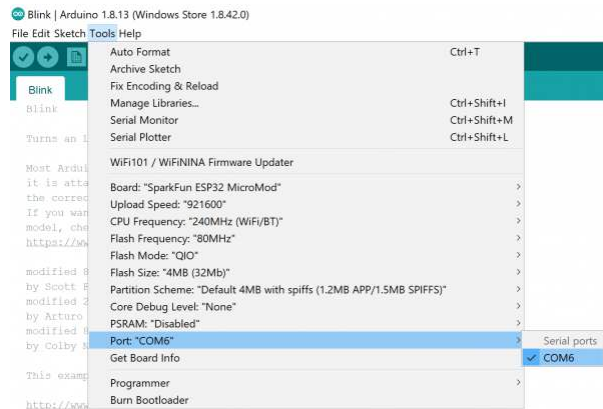 Blink | Arduino 1.8.13 (Windows Store 1.8.42.0)
File Edit Sketch Tools Help
Blink
Auto Format Ctrl+T
Archive Sketch
Fix Encoding & Reload
Manage Libraries... Ctrl+Shift+I
Serial Monitor Ctrl+Shift+M
Serial Plotter Ctrl+Shift+L
WiFi101 / WiFiNINA Firmware Updater
Board: "SparkFun ESP32 MicroMod"
Upload Speed: "921600"
CPU Frequency: "240MHz (WiFi/BT)"
Flash Frequency: "80MHz"
Flash Mode: "QIO"
Flash Size: "4MB (32Mb)"
Partition Scheme: "Default 4MB with spiffs (1.2MB APP/1.5MB SPIFFS)"
Core Debug Level: "None"
PSRAM: "Disabled"
Port: "COM6"
Get Board Info
Programmer
Burn Bootloader
Serial ports
COM6
Blink
Turns an
Most Ardui
it is atta
the correc
If you wan
model, che
https://ww
modified 8
by Scott
modified 2
by Arturo
modified 8
by Colby N
This examp
http://www